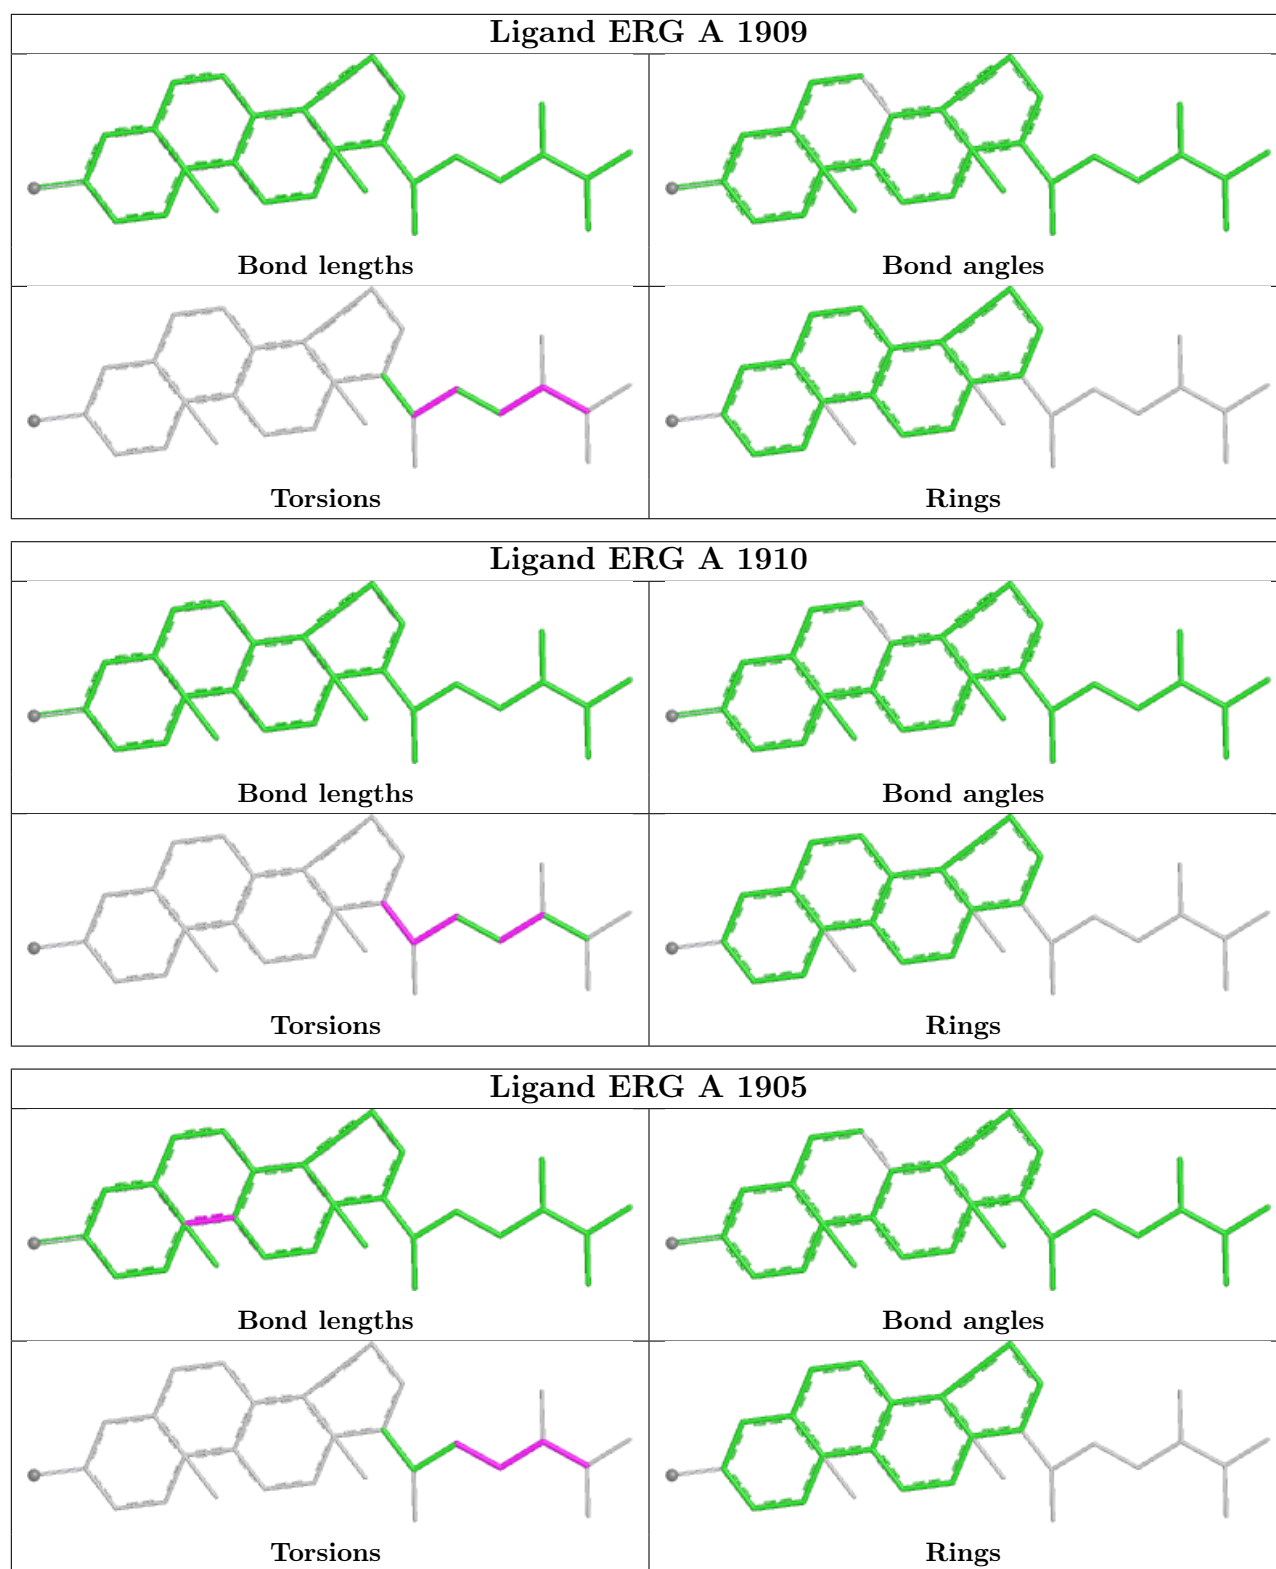 Ligand ERG A 1909
Bond lengths
Bond angles
Torsions
Rings
Ligand ERG A 1910
Bond lengths
Bond angles
Torsions
Rings
Ligand ERG A 1905
Bond lengths
Bond angles
Torsions
Rings